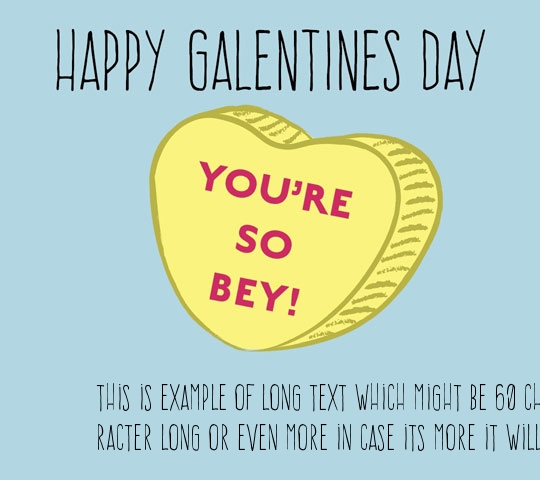 HAPPY GALENTINES DAY
YOU'RE
SO
BEY!
THIS IS EXAMPLE OF LONG TEXT WHICH MIGHT BE 60 CH
RACTER LONG OR EVEN MORE IN CASE ITS MORE IT WILL